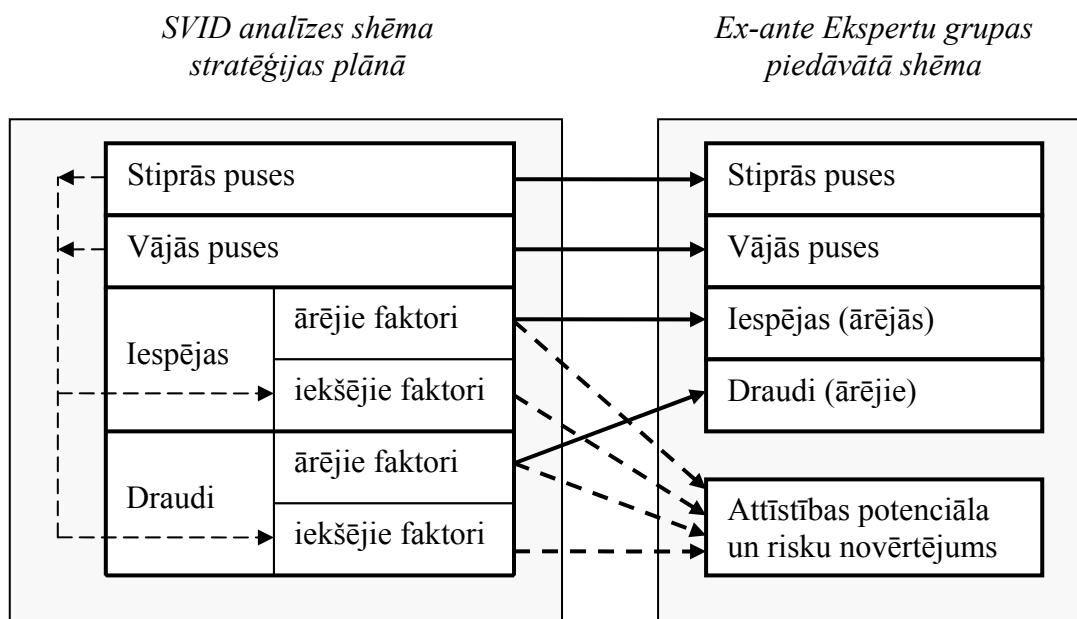 SVID analīzes shēma
stratēģijas plānā
Ex-ante Ekspertu grupas
piedāvātā shēma
Stiprās puses
Vājās puses
Iespējas
ārējie faktori
iekšējie faktori
Draudi
ārējie faktori
iekšējie faktori
Stiprās puses
Vājās puses
Iespējas (ārējās)
Draudi (ārējie)
Attīstības potenciāla
un risku novērtējums